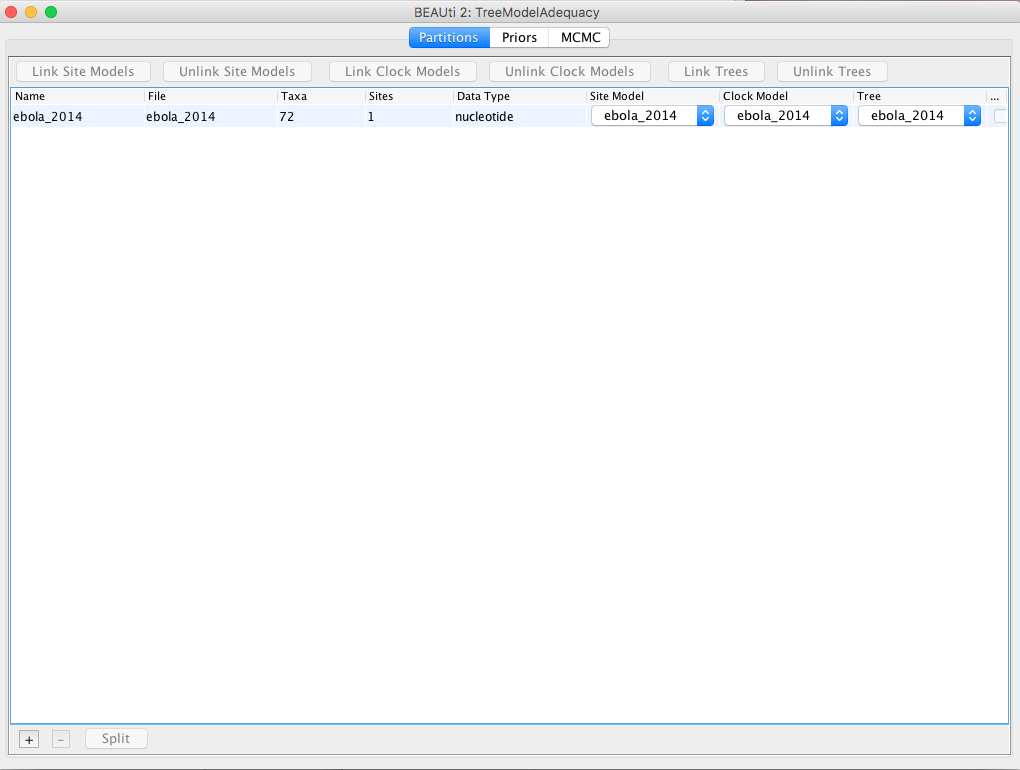 BEAUti 2: TreeModelAdequacy
Partitions Priors MCMC
Link Site Models Unlink Site Models Link Clock Models Unlink Clock Models Link Trees Unlink Trees
Name File Taxa Sites Data Type Site Model Clock Model Tree ...
ebola_2014 ebola_2014 72 1 nucleotide ebola_2014 ebola_2014 ebola_2014
+ - Split